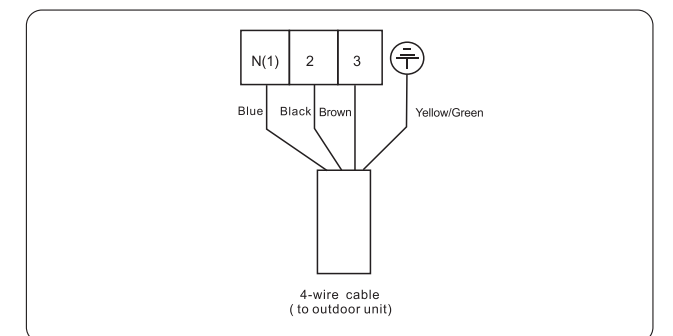 N(1) 2 3
Blue Black Brown Yellow/Green
4-wire cable
( to outdoor unit)